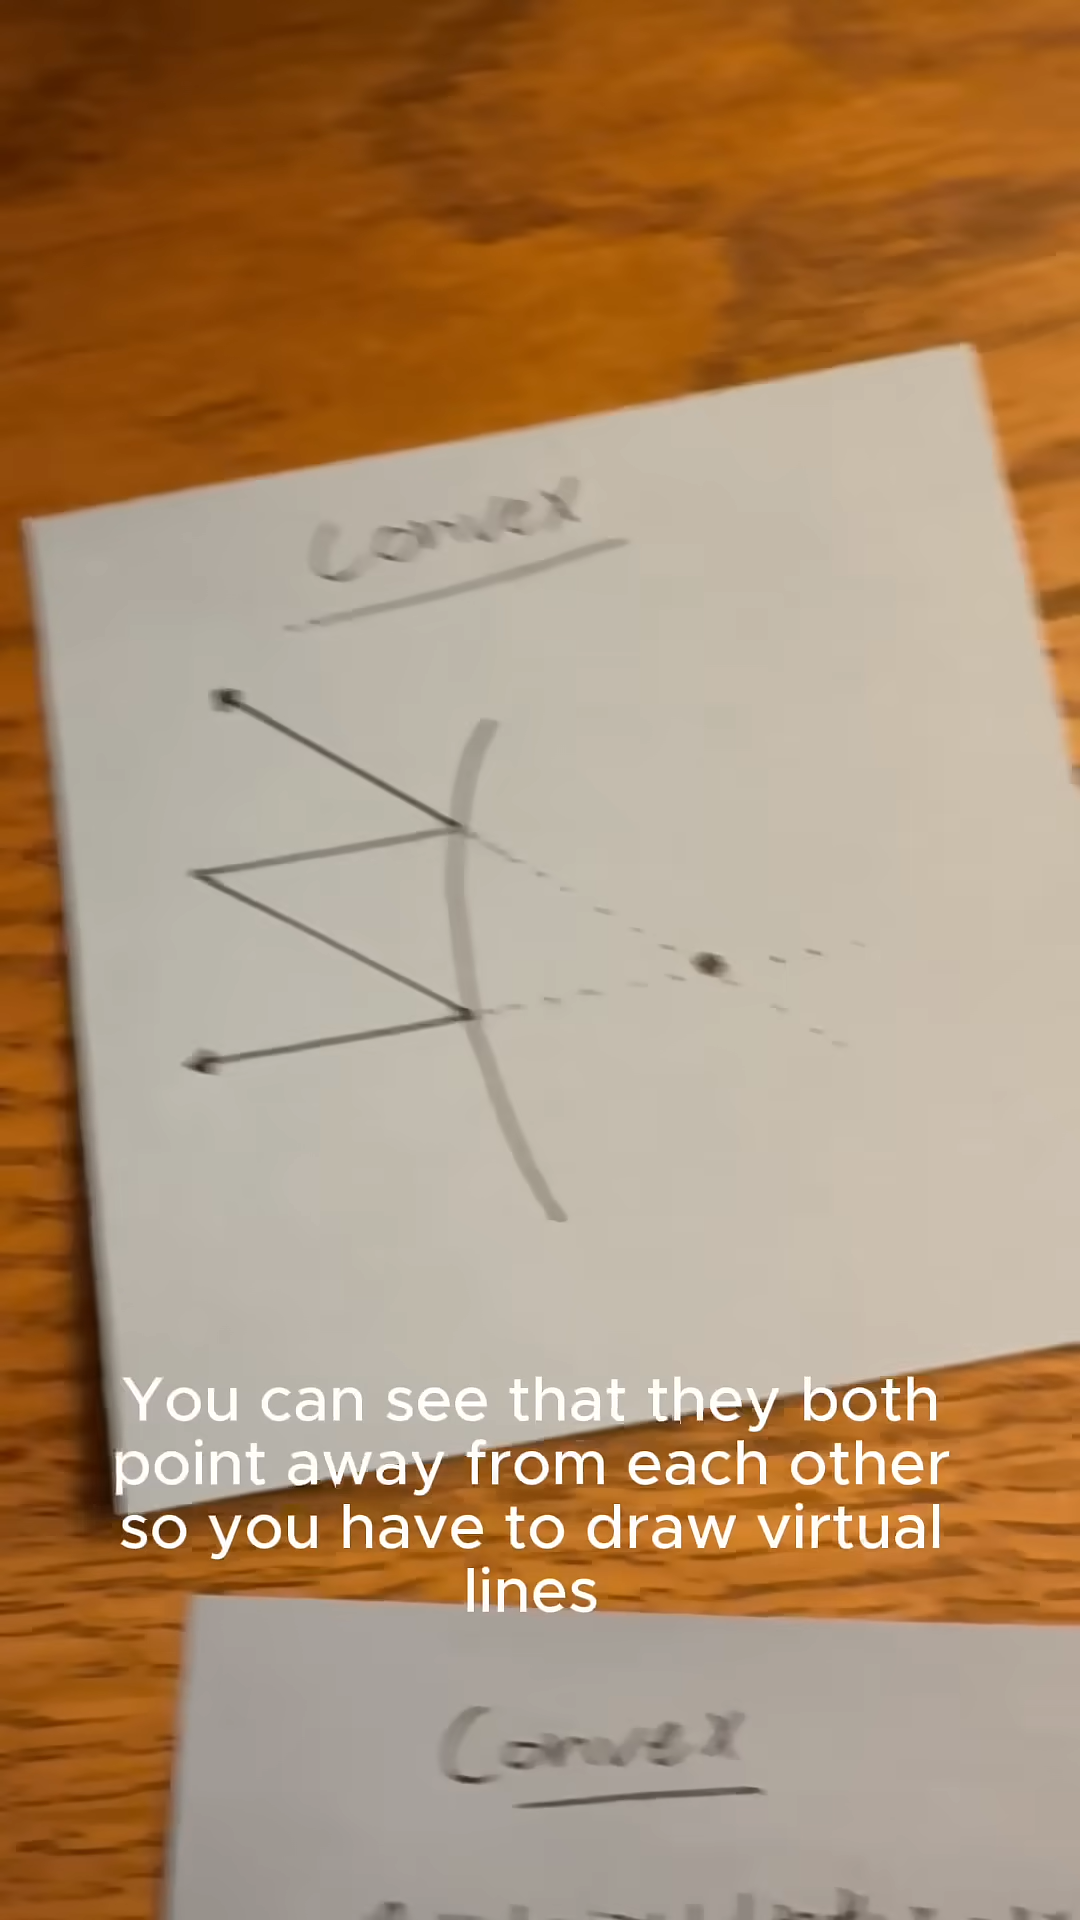 Convex
You can see that they both
point away from each other
so you have to draw virtual
lines
Convex